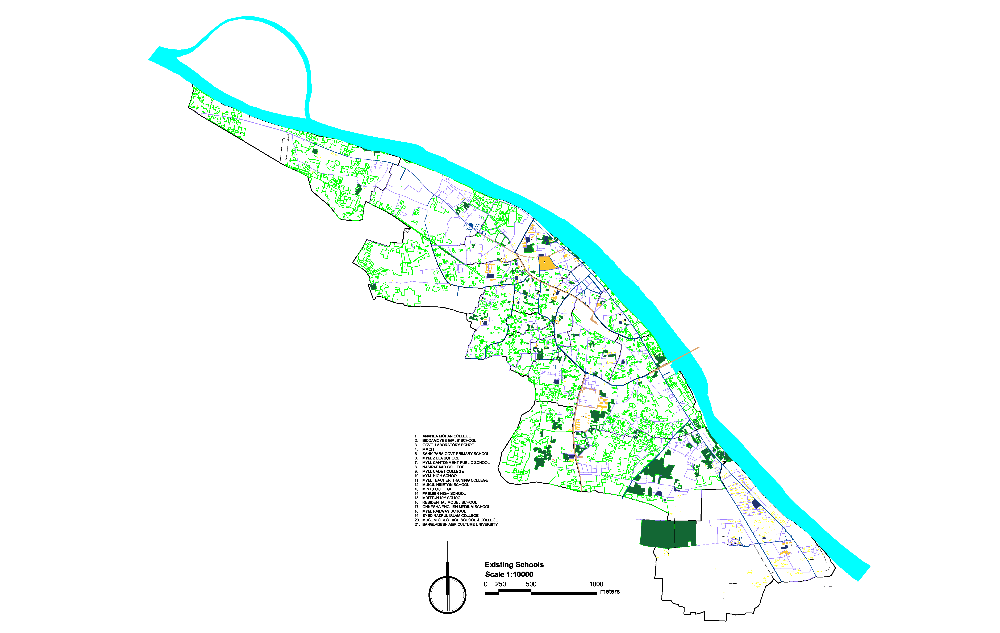 1. ANANDA MOHAN COLLEGE
2. BIDDAMOYEE GIRLS' SCHOOL
3. GOVT. LABORATORY SCHOOL
4. MMCH
5. SANKIPARA GOVT PRIMARY SCHOOL
6. MYM. ZILLA SCHOOL
7. MYM. CANTONMENT PUBLIC SCHOOL
8. NASIRABAAD COLLEGE
9. MYM. CADET COLLEGE
10. MYM. HIGH SCHOOL
11. MYM. TEACHER' TRAINING COLLEGE
12. MUKUL NIKETON SCHOOL
13. MINTU COLLEGE
14. PREMIER HIGH SCHOOL
15. MRITTUNJOY SCHOOL
16. RESIDENTIAL MODEL SCHOOL
17. ONNESHA ENGLISH MEDIUM SCHOOL
18. MYM. RAILWAY SCHOOL
19. SYED NAZRUL ISLAM COLLEGE
20. MUSLIM GIRLS' HIGH SCHOOL & COLLEGE
21. BANGLADESH AGRICULTURE UNIVERSITY
Existing Schools
Scale 1:10000
0 250 500 1000
meters